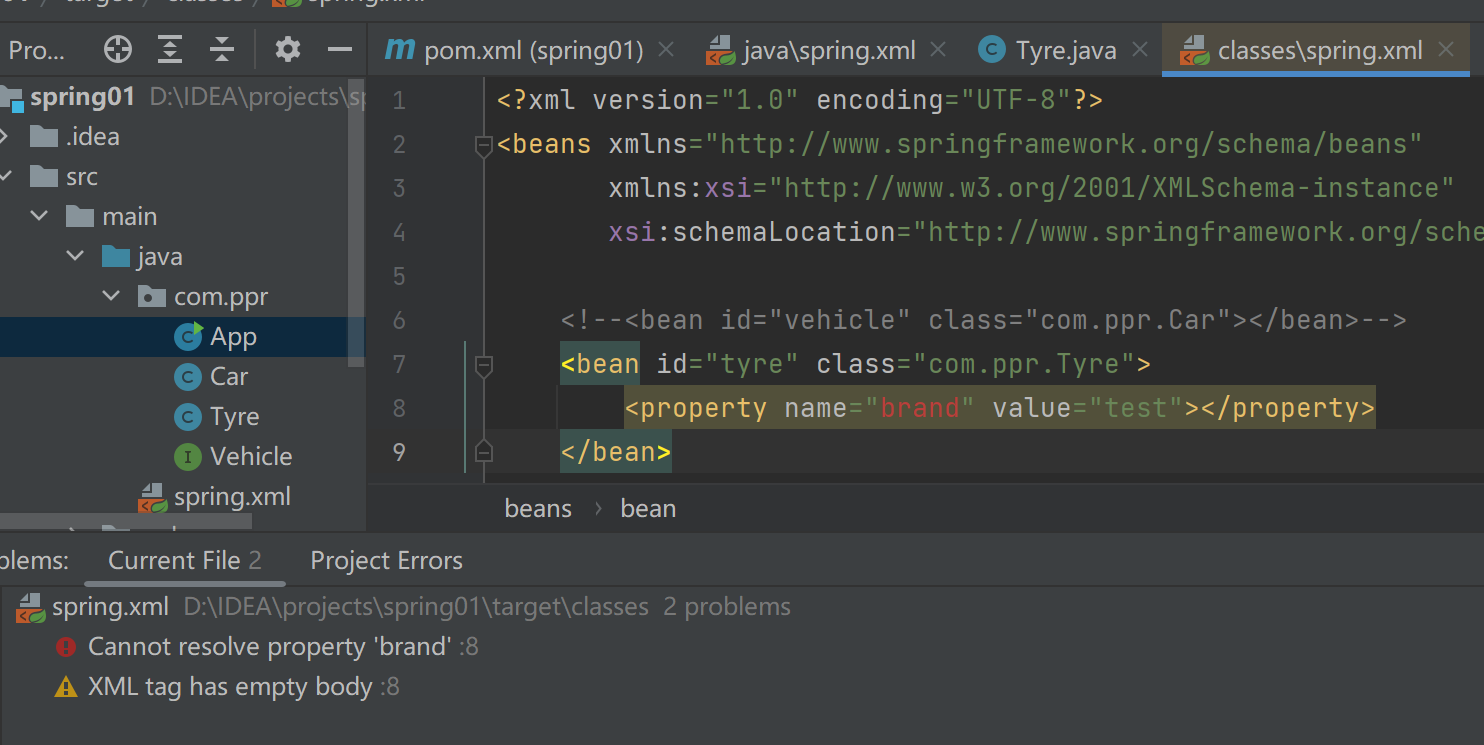 target / classes / spring.xml
Pro...
pom.xml (spring01)
java\spring.xml
Tyre.java
classes\spring.xml
spring01 D:\IDEA\projects\sp
.idea
src
main
java
com.ppr
App
Car
Tyre
Vehicle
spring.xml
1 <?xml version="1.0" encoding="UTF-8"?>
2 <beans xmlns="http://www.springframework.org/schema/beans"
3 xmlns:xsi="http://www.w3.org/2001/XMLSchema-instance"
4 xsi:schemaLocation="http://www.springframework.org/sche
5
6 <!--<bean id="vehicle" class="com.ppr.Car"></bean>-->
7 <bean id="tyre" class="com.ppr.Tyre">
8 <property name="brand" value="test"></property>
9 </bean>
beans › bean
blems: Current File 2 Project Errors
spring.xml D:\IDEA\projects\spring01\target\classes 2 problems
Cannot resolve property 'brand' :8
XML tag has empty body :8